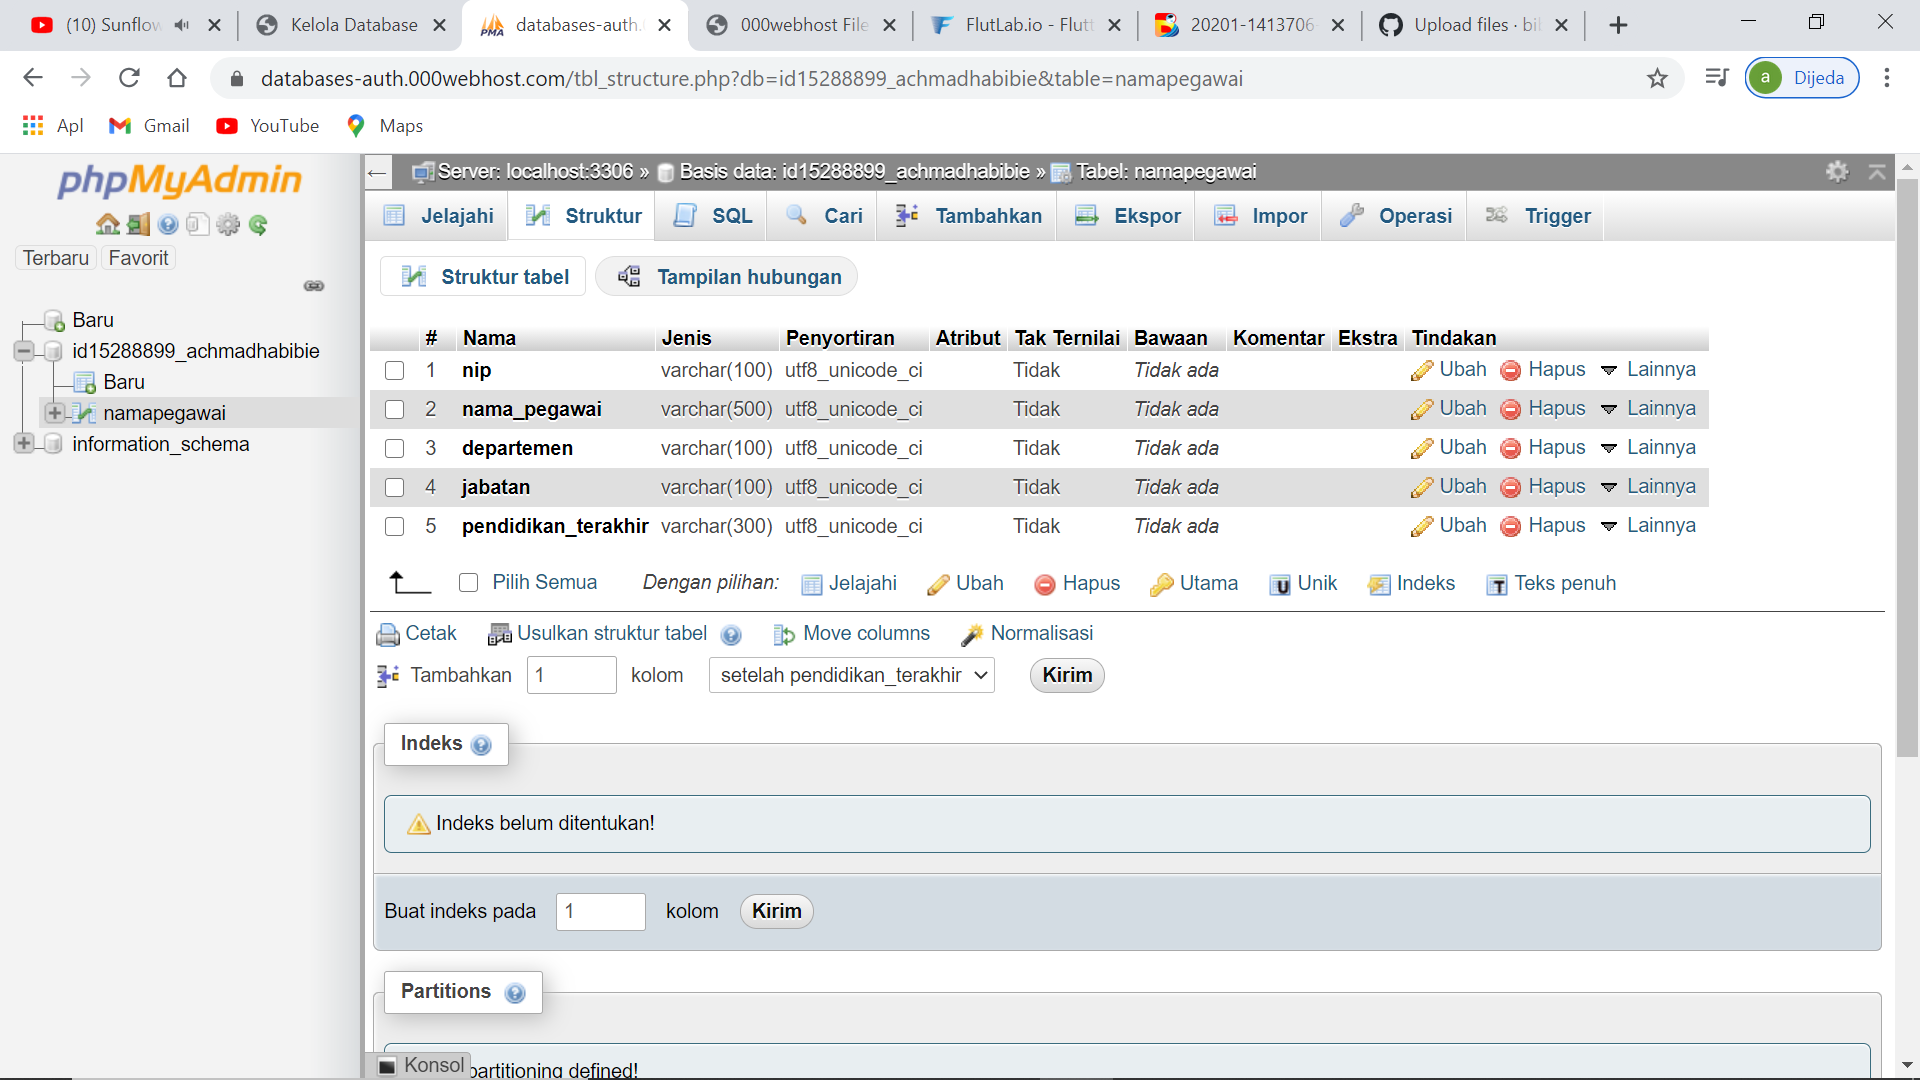 (10) Sunflow
Kelola Database
databases-auth.
000webhost File
FlutLab.io - Flutt
20201-1413706-
Upload files · bil
databases-auth.000webhost.com/tbl_structure.php?db=id15288899_achmadhabibie&table=namapegawai
a Dijeda
Apl Gmail YouTube Maps
phpMyAdmin
Terbaru Favorit
Baru
id15288899_achmadhabibie
Baru
namapegawai
information_schema
Server: localhost:3306 » Basis data: id15288899_achmadhabibie » Tabel: namapegawai
Jelajahi Struktur SQL Cari Tambahkan Ekspor Impor Operasi Trigger
Struktur tabel Tampilan hubungan
# Nama Jenis Penyortiran Atribut Tak Ternilai Bawaan Komentar Ekstra Tindakan
1 nip varchar(100) utf8_unicode_ci Tidak Tidak ada Ubah Hapus Lainnya
2 nama_pegawai varchar(500) utf8_unicode_ci Tidak Tidak ada Ubah Hapus Lainnya
3 departemen varchar(100) utf8_unicode_ci Tidak Tidak ada Ubah Hapus Lainnya
4 jabatan varchar(100) utf8_unicode_ci Tidak Tidak ada Ubah Hapus Lainnya
5 pendidikan_terakhir varchar(300) utf8_unicode_ci Tidak Tidak ada Ubah Hapus Lainnya
Pilih Semua Dengan pilihan: Jelajahi Ubah Hapus Utama Unik Indeks Teks penuh
Cetak Usulkan struktur tabel Move columns Normalisasi
Tambahkan 1 kolom setelah pendidikan_terakhir Kirim
Indeks
Indeks belum ditentukan!
Buat indeks pada 1 kolom Kirim
Partitions
Konsol partitioning defined!